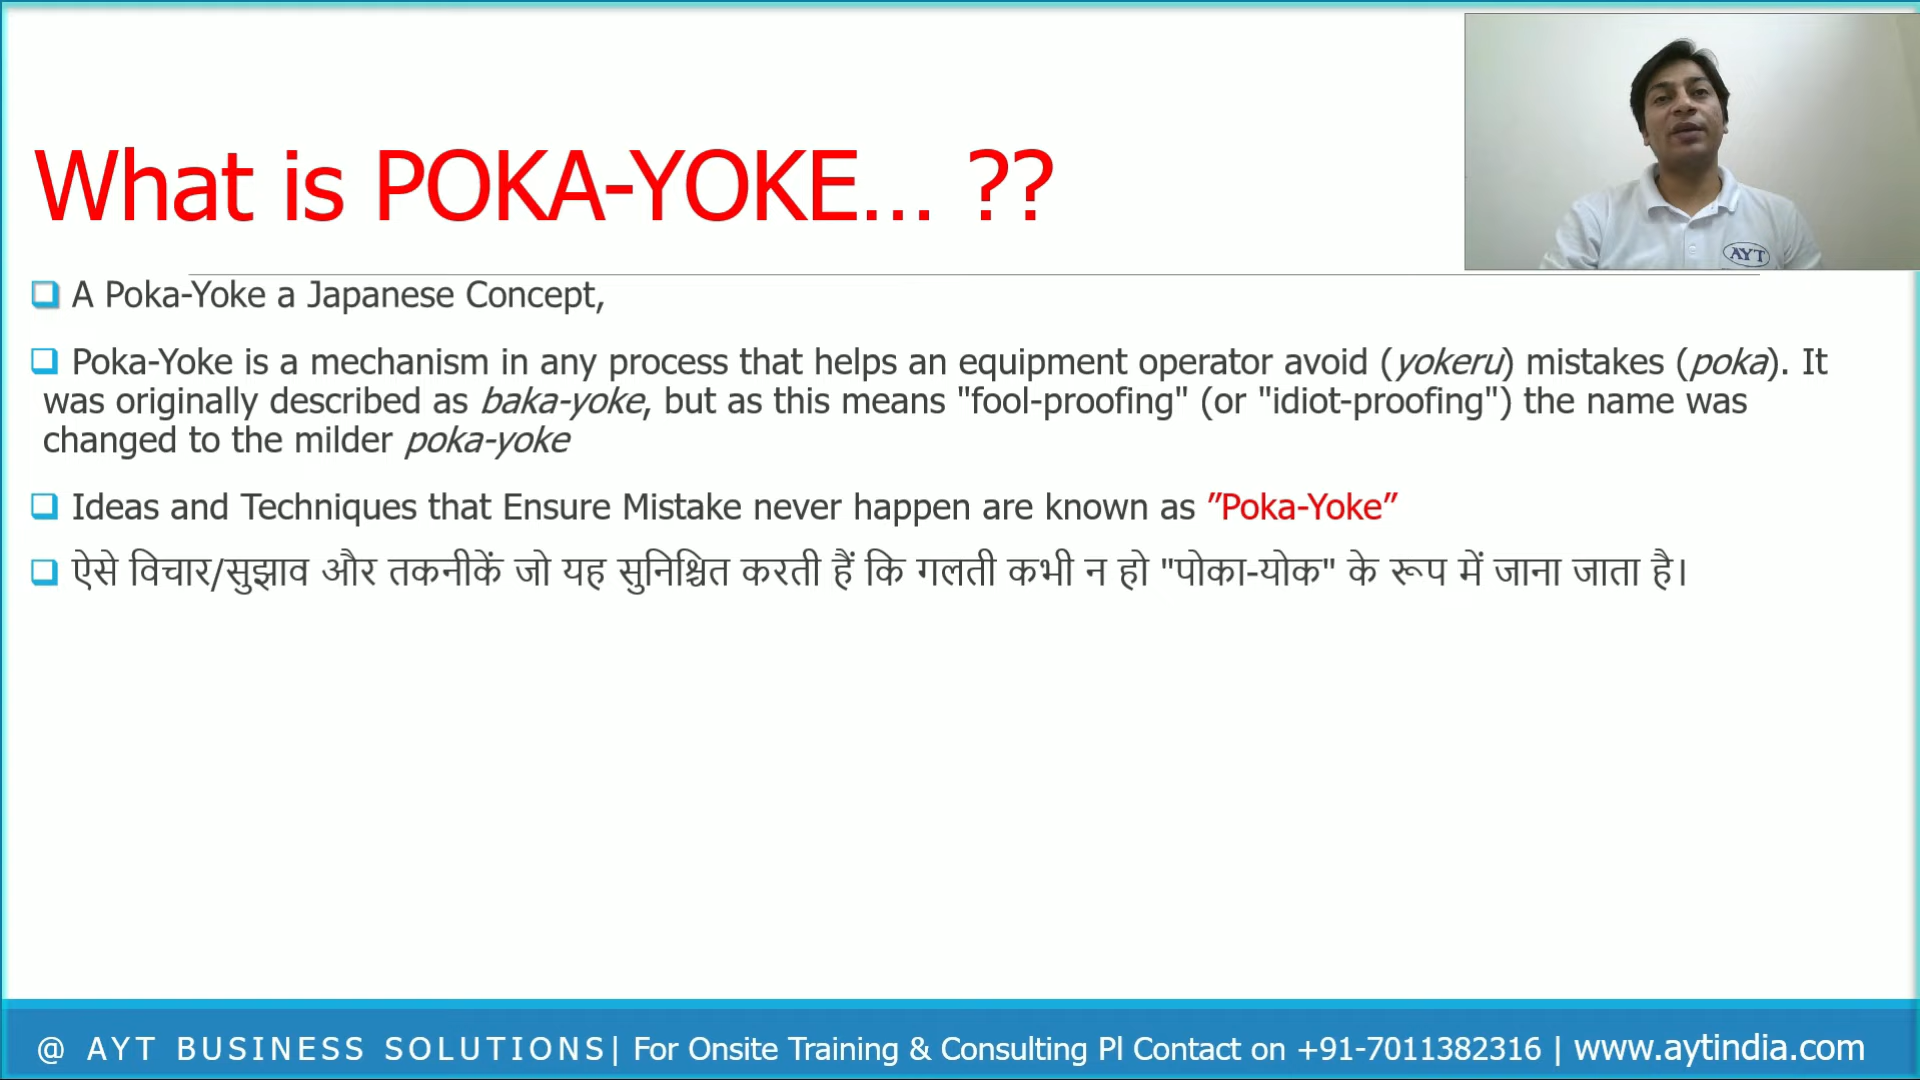 What is POKA-YOKE... ??
AYT
A Poka-Yoke a Japanese Concept,
Poka-Yoke is a mechanism in any process that helps an equipment operator avoid (yokeru) mistakes (poka). It
was originally described as baka-yoke, but as this means "fool-proofing" (or "idiot-proofing") the name was
changed to the milder poka-yoke
Ideas and Techniques that Ensure Mistake never happen are known as ”Poka-Yoke”
ऐसे विचार/सुझाव और तकनीकें जो यह सुनिश्चित करती हैं कि गलती कभी न हो "पोका-योक" के रूप में जाना जाता है।
@ AYT BUSINESS SOLUTIONS| For Onsite Training & Consulting Pl Contact on +91-7011382316 | www.aytindia.com